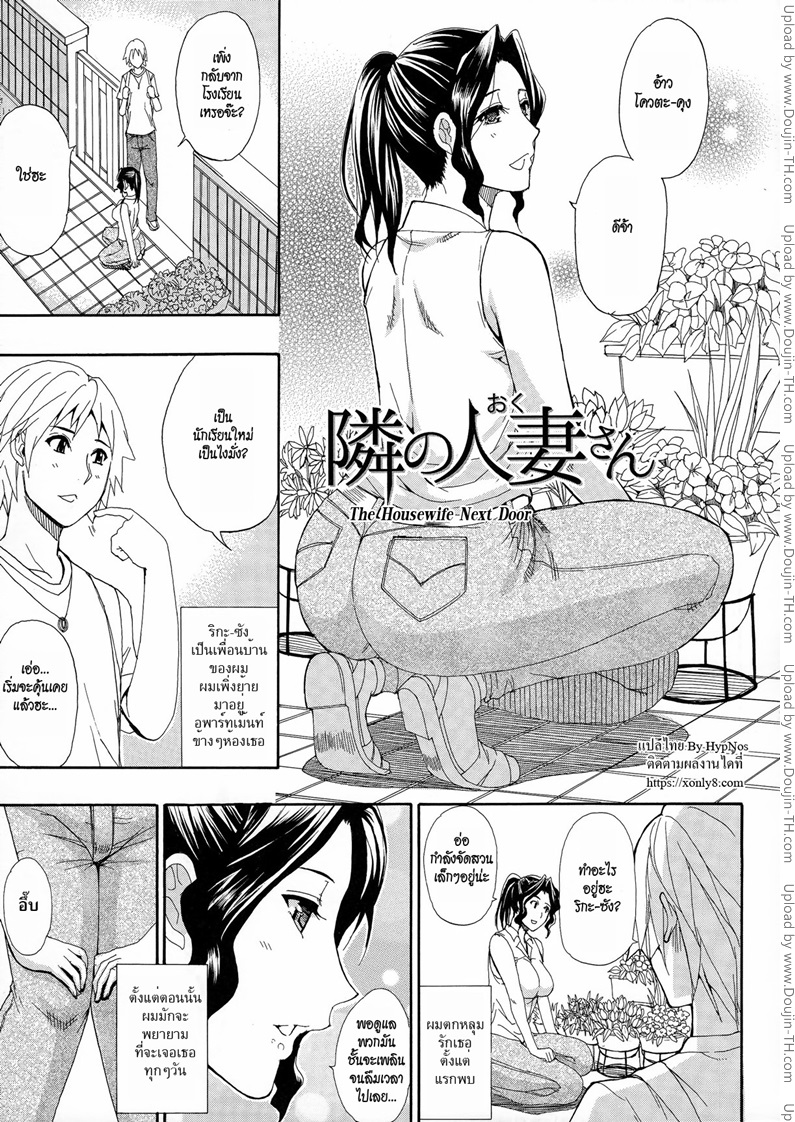 อ้าว
โควตะ-คุง
ดีจ้า
隣の人妻さん
おく
The Housewife Next Door
แปลไทย By HypNos
ติดตามผลงานได้ที่
https://xonly8.com
เพิ่ง
กลับจาก
โรงเรียน
เหรอจ๊ะ?
ใช่ฮะ
เป็น
นักเรียนใหม่
เป็นไงมั่ง?
ริกะ-ซัง
เป็นเพื่อนบ้าน
ของผม
ผมเพิ่งย้าย
มาอยู่
อพาร์ทเม้นท์
ข้างๆห้องเธอ
เอ่อ...
เริ่มจะคุ้นเคย
แล้วฮะ...
ทำอะไร
อยู่ฮะ
ริกะ-ซัง?
อ่อ
กำลังจัดสวน
เล็กๆอยู่น่ะ
ผมตกหลุม
รักเธอ
ตั้งแต่
แรกพบ
พอดูแล
พวกมัน
ชั้นจะเพลิน
จนลืมเวลา
ไปเลย...
ตั้งแต่ตอนนั้น
ผมมักจะ
พยายาม
ที่จะเจอเธอ
ทุกๆวัน
อึ๊บ
Upload by www.Doujin-TH.com
Upload by www.Doujin-TH.com
Upload by www.Doujin-TH.com
Upload by www.Doujin-TH.com
Upload by www.Doujin-TH.com
Up